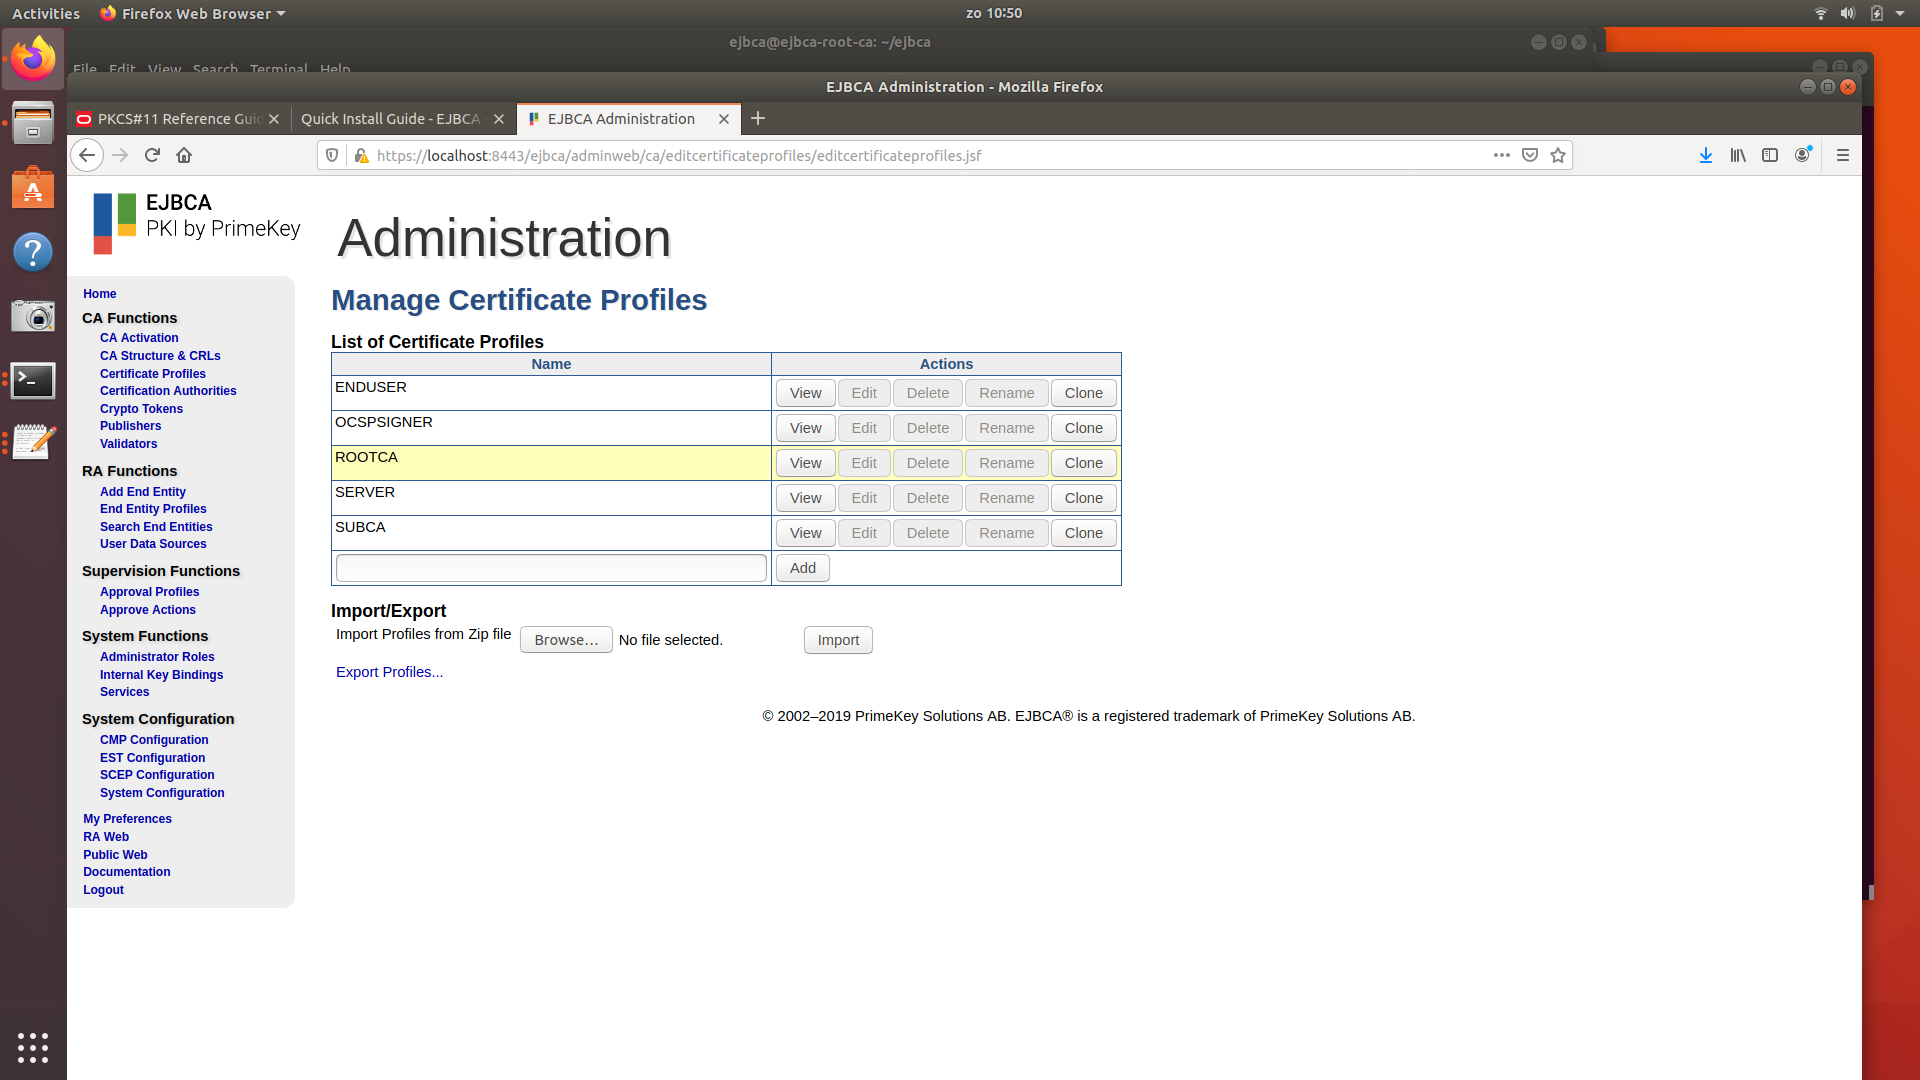 Activities
Firefox Web Browser
zo 10:50
ejbca@ejbca-root-ca: ~/ejbca
File Edit View Search Terminal Help
EJBCA Administration - Mozilla Firefox
PKCS#11 Reference Guid
Quick Install Guide - EJBCA -
EJBCA Administration
https://localhost:8443/ejbca/adminweb/ca/editcertificateprofiles/editcertificateprofiles.jsf
EJBCA
PKI by PrimeKey
Administration
Home
CA Functions
CA Activation
CA Structure & CRLs
Certificate Profiles
Certification Authorities
Crypto Tokens
Publishers
Validators
RA Functions
Add End Entity
End Entity Profiles
Search End Entities
User Data Sources
Supervision Functions
Approval Profiles
Approve Actions
System Functions
Administrator Roles
Internal Key Bindings
Services
System Configuration
CMP Configuration
EST Configuration
SCEP Configuration
System Configuration
My Preferences
RA Web
Public Web
Documentation
Logout
Manage Certificate Profiles
List of Certificate Profiles
Name Actions
ENDUSER View Edit Delete Rename Clone
OCSPSIGNER View Edit Delete Rename Clone
ROOTCA View Edit Delete Rename Clone
SERVER View Edit Delete Rename Clone
SUBCA View Edit Delete Rename Clone
Add
Import/Export
Import Profiles from Zip file Browse... No file selected. Import
Export Profiles...
© 2002–2019 PrimeKey Solutions AB. EJBCA® is a registered trademark of PrimeKey Solutions AB.